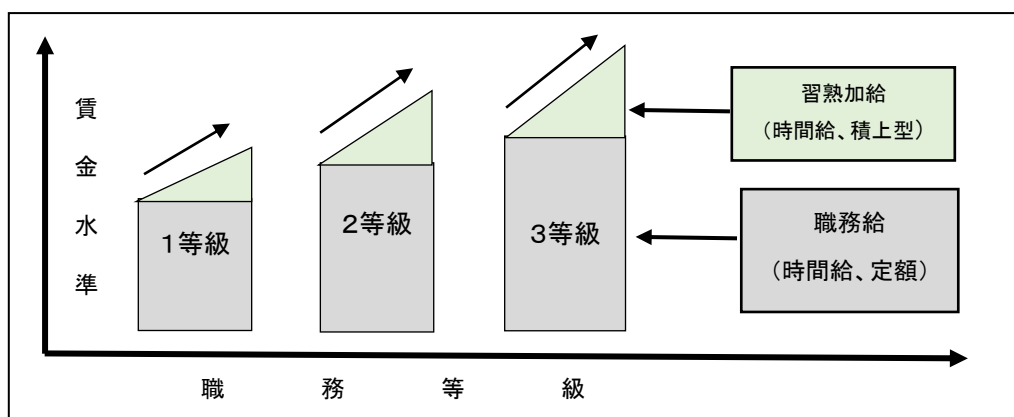 賃金水準
1等級
2等級
3等級
習熟加給
（時間給、積上型）
職務給
（時間給、定額）
職務等級